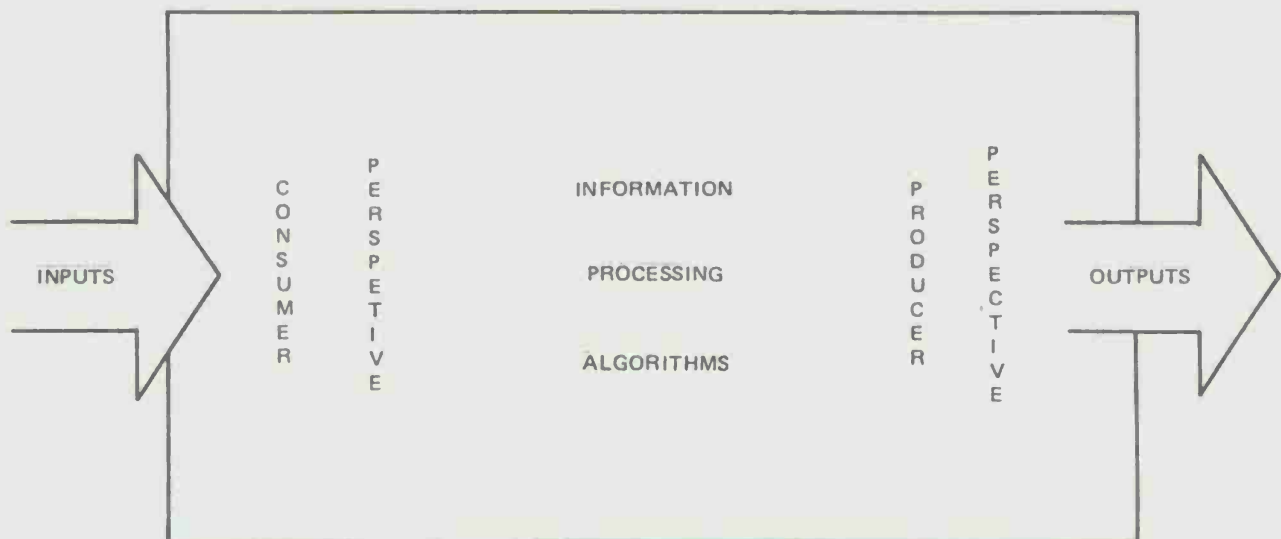 INPUTS
CONSUMER
PERSPETIVE
INFORMATION
PROCESSING
ALGORITHMS
PRODUCER
PERSPECTIVE
OUTPUTS